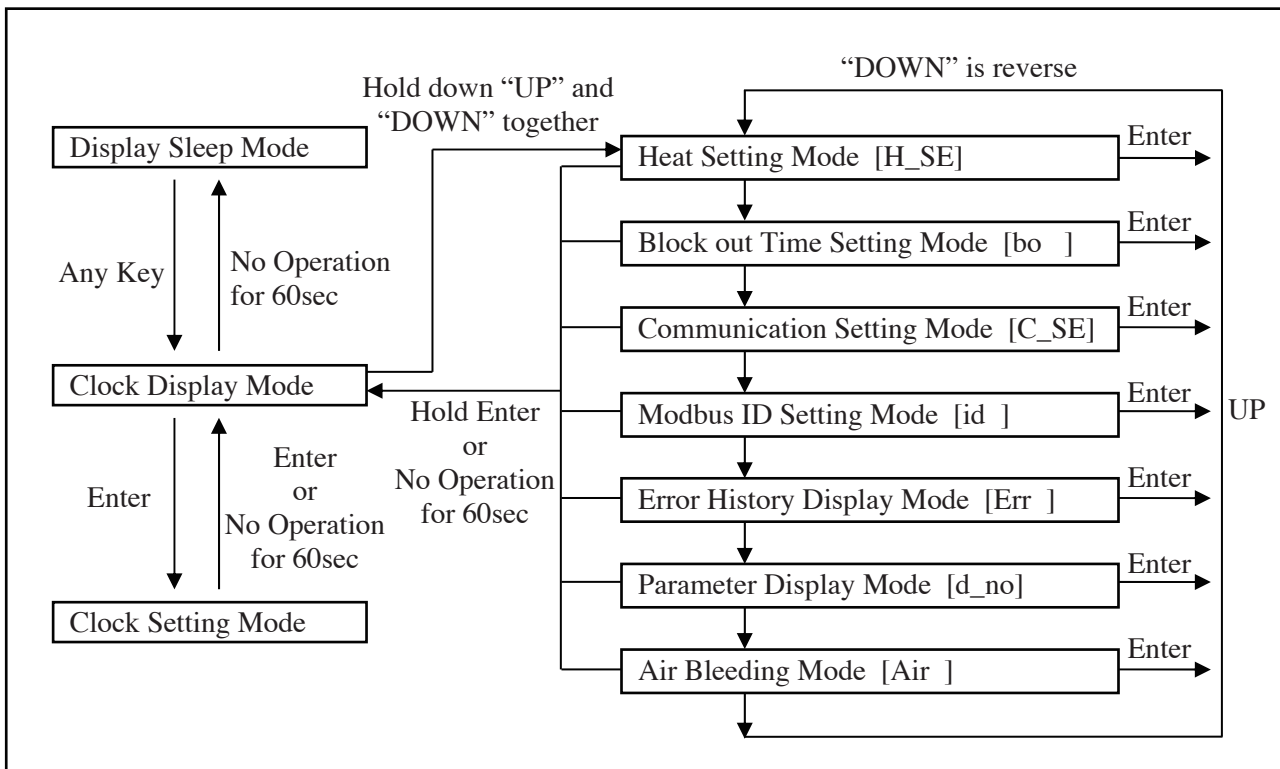 “DOWN” is reverse
Hold down “UP” and
“DOWN” together
Display Sleep Mode
Heat Setting Mode [H_SE]
Enter
Block out Time Setting Mode [bo ]
Enter
Any Key
No Operation
for 60sec
Communication Setting Mode [C_SE]
Enter
Clock Display Mode
Hold Enter
or
No Operation
for 60sec
Modbus ID Setting Mode [id ]
Enter
UP
Enter
Enter
or
No Operation
for 60sec
Error History Display Mode [Err ]
Enter
Parameter Display Mode [d_no]
Enter
Clock Setting Mode
Air Bleeding Mode [Air ]
Enter